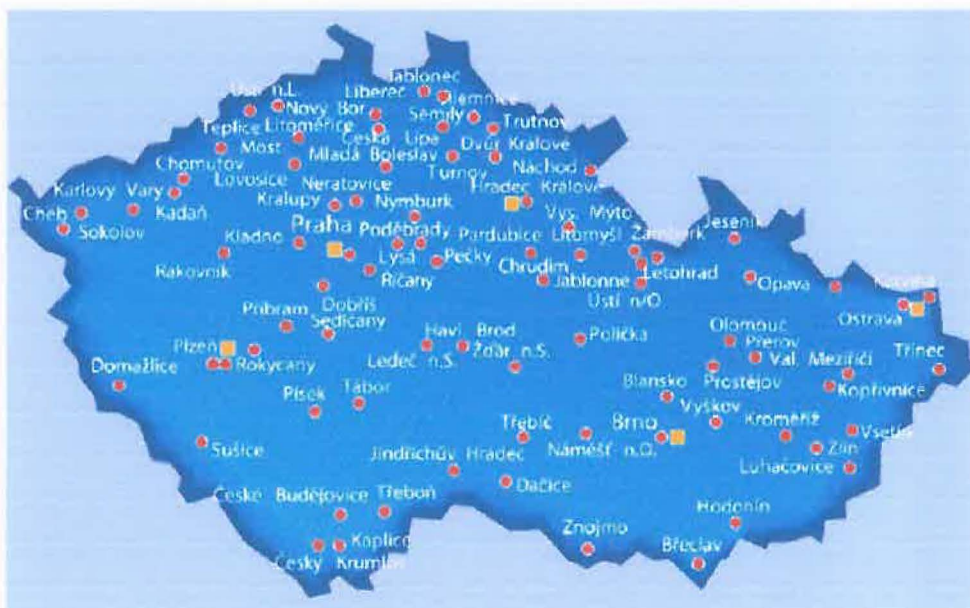 Jablonec
Ústí n.L.
Liberec
Jilemnice
Nový Bor
Semily
Teplice
Litoměřice
Česká Lípa
Trutnov
Most
Dvůr Králové
Chomutov
Mladá Boleslav
Lovosice
Turnov
Náchod
Karlovy Vary
Neratovice
Hradec Králové
Kralupy
Nymburk
Cheb
Kadaň
Vys. Mýto
Sokolov
Praha
Poděbrady
Pardubice
Litomyšl
Žamberk
Jeseník
Kladno
Lysá
Pečky
Rakovník
Říčany
Chrudim
Jablonné
Letohrad
Opava
Karviná
Ústí n/O
Příbram
Dobříš
Ostrava
Sedlčany
Havl. Brod
Polička
Olomouc
Plzeň
Přerov
Domažlice
Rokycany
Ledeč n.S.
Žďár n.S.
Val. Meziříčí
Třinec
Písek
Tábor
Blansko
Prostějov
Kopřivnice
Vyškov
Třebíč
Brno
Kroměříž
Vsetín
Sušice
Jindřichův Hradec
Náměšť n.O.
Zlín
Luhačovice
České Budějovice
Třeboň
Dačice
Hodonín
Znojmo
Kaplice
Břeclav
Český Krumlov